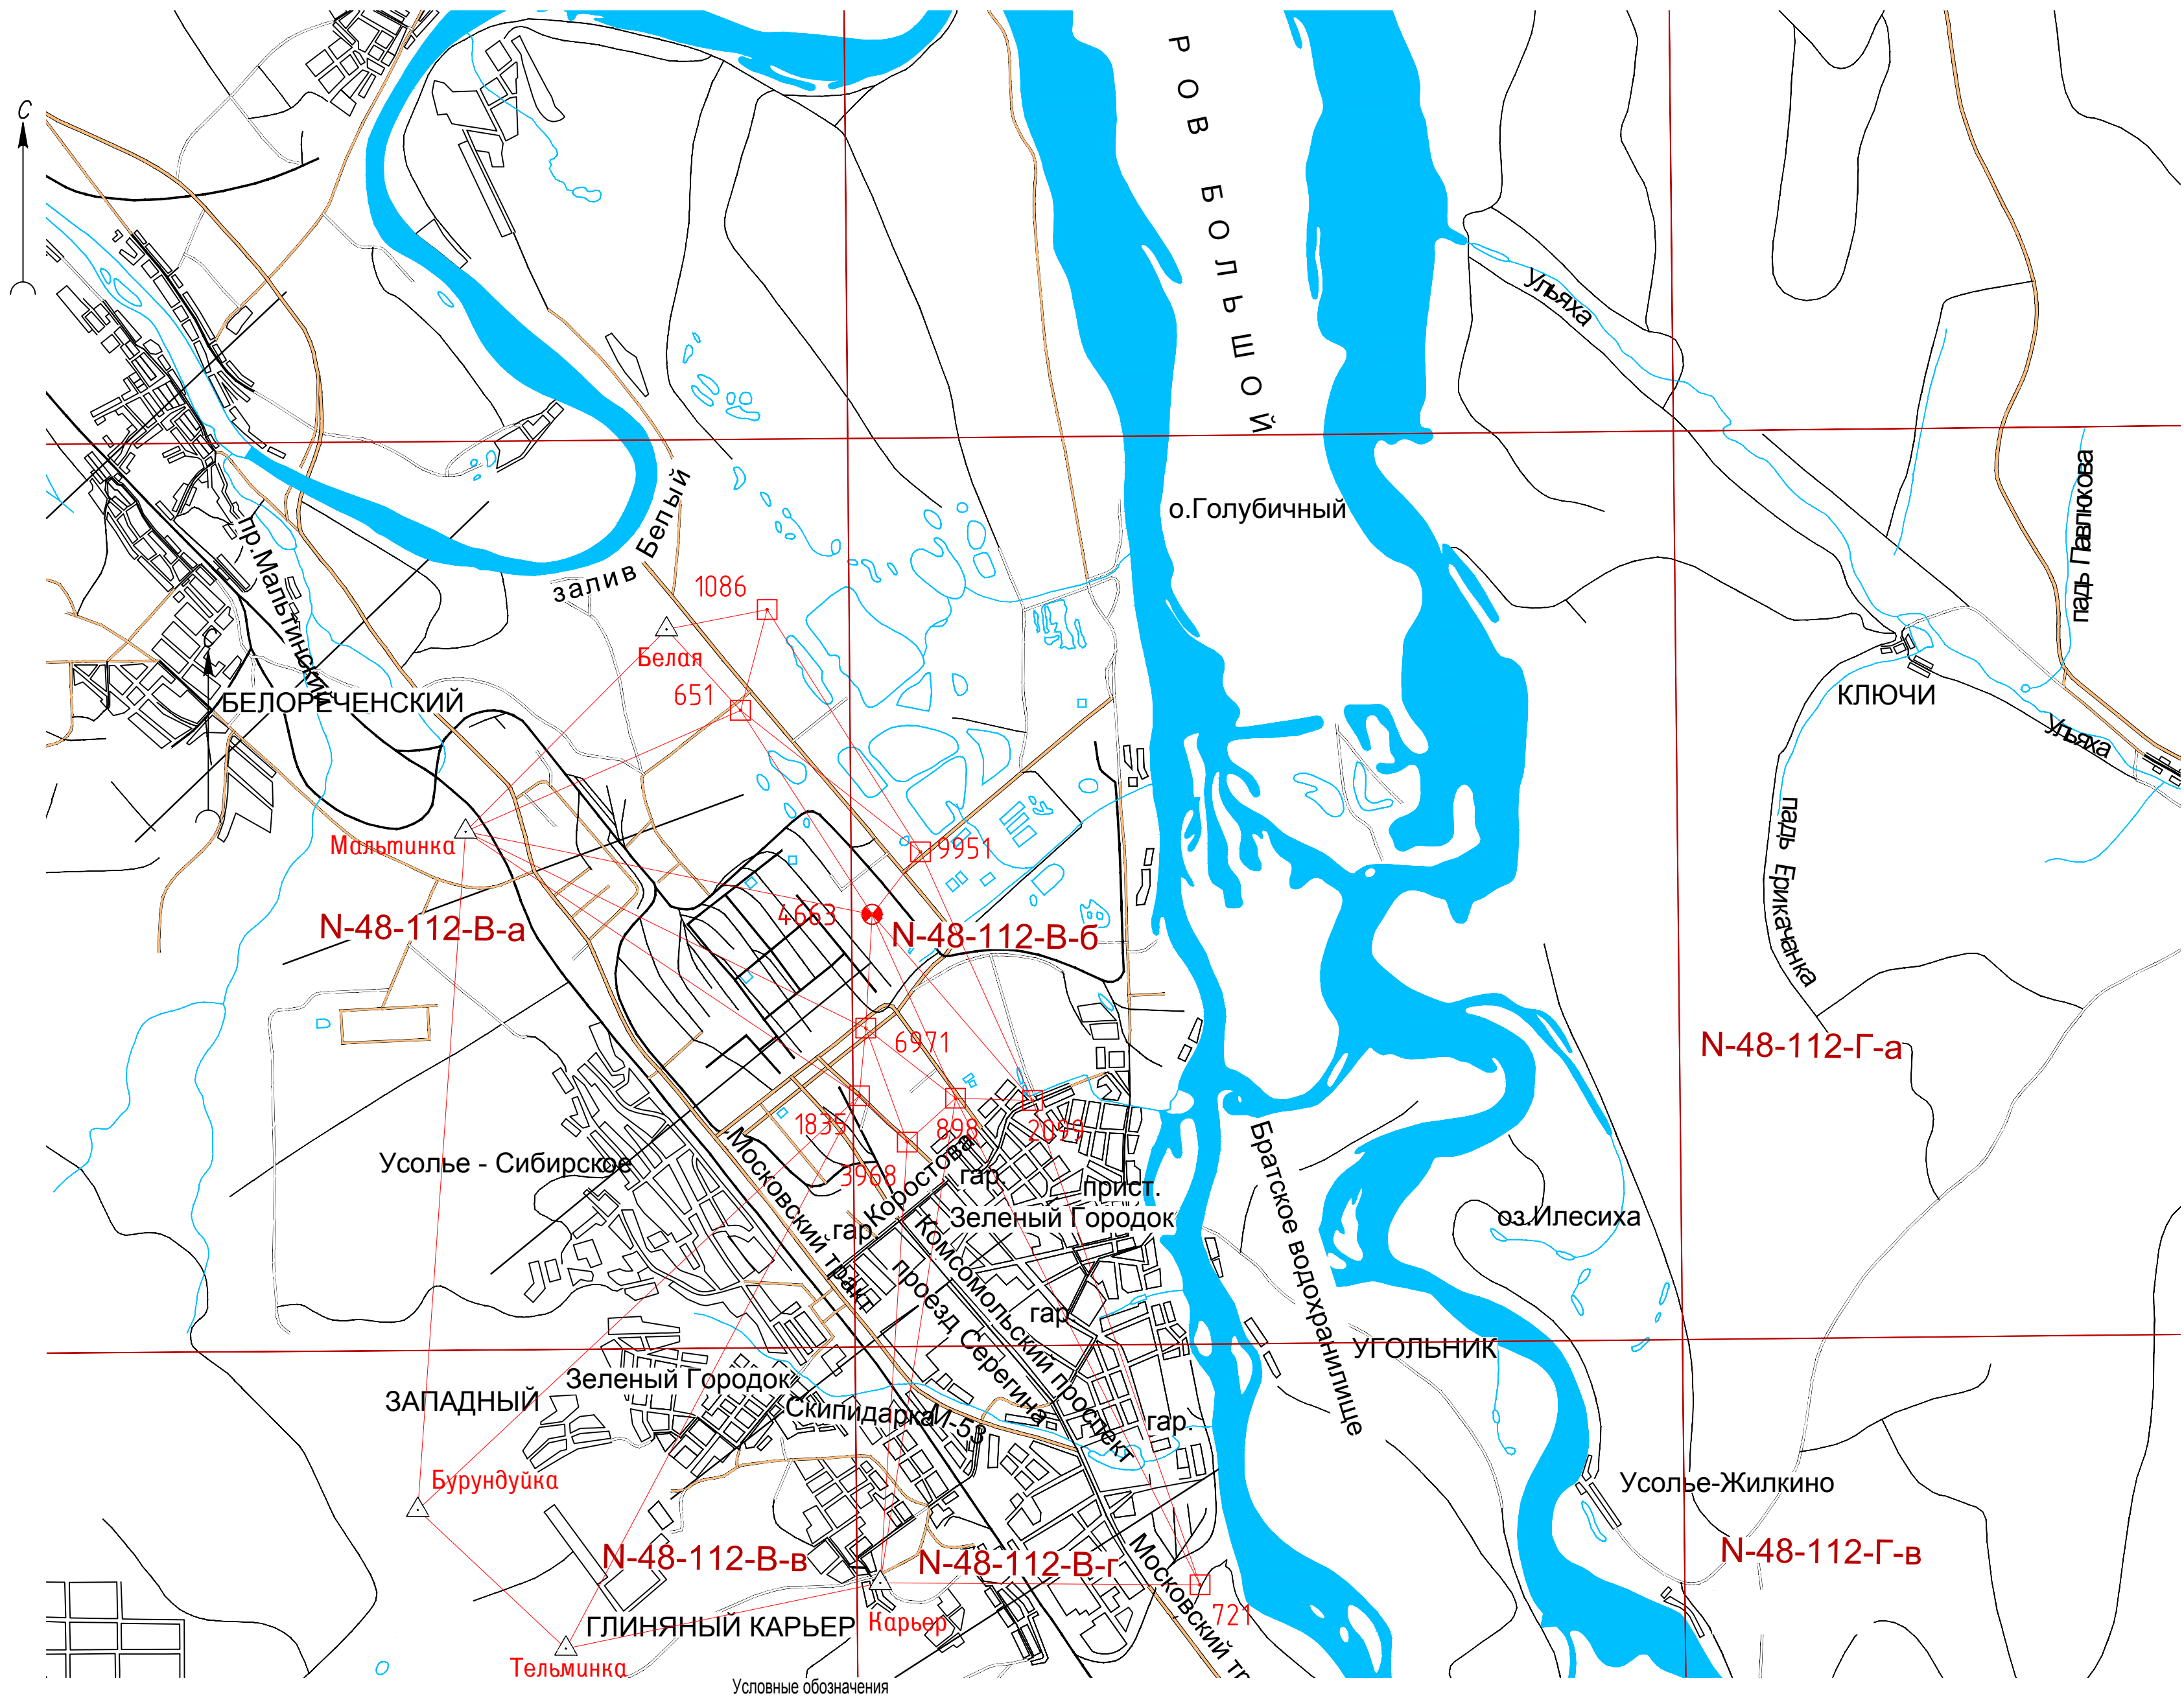 С
РОВ БОЛЬШОЙ
Ульяха
о.Голубичный
падь Павлюкова
залив Белый
пр.Мальтинский
1086
Белая
651
С
БЕЛОРЕЧЕНСКИЙ
КЛЮЧИ
Ульяха
Мальтинка
9951
падь Ерикачанка
4663
N-48-112-В-а
N-48-112-В-б
6971
N-48-112-Г-а
1835
898
2099
3968
Усолье - Сибирское
Московский тракт
Коростова
гар.
прист.
гар.
Зеленый Городок
Братское водохранилище
оз.Илесиха
Комсомольский проспект
проезд Серегина
гар.
УГОЛЬНИК
Зеленый Городок
ЗАПАДНЫЙ
Скипидарка
М-53
гар.
Бурундуйка
Усолье-Жилкино
N-48-112-В-в
N-48-112-В-г
N-48-112-Г-в
Московский тр
ГЛИНЯНЫЙ КАРЬЕР
Карьер
721
Тельминка
Условные обозначения